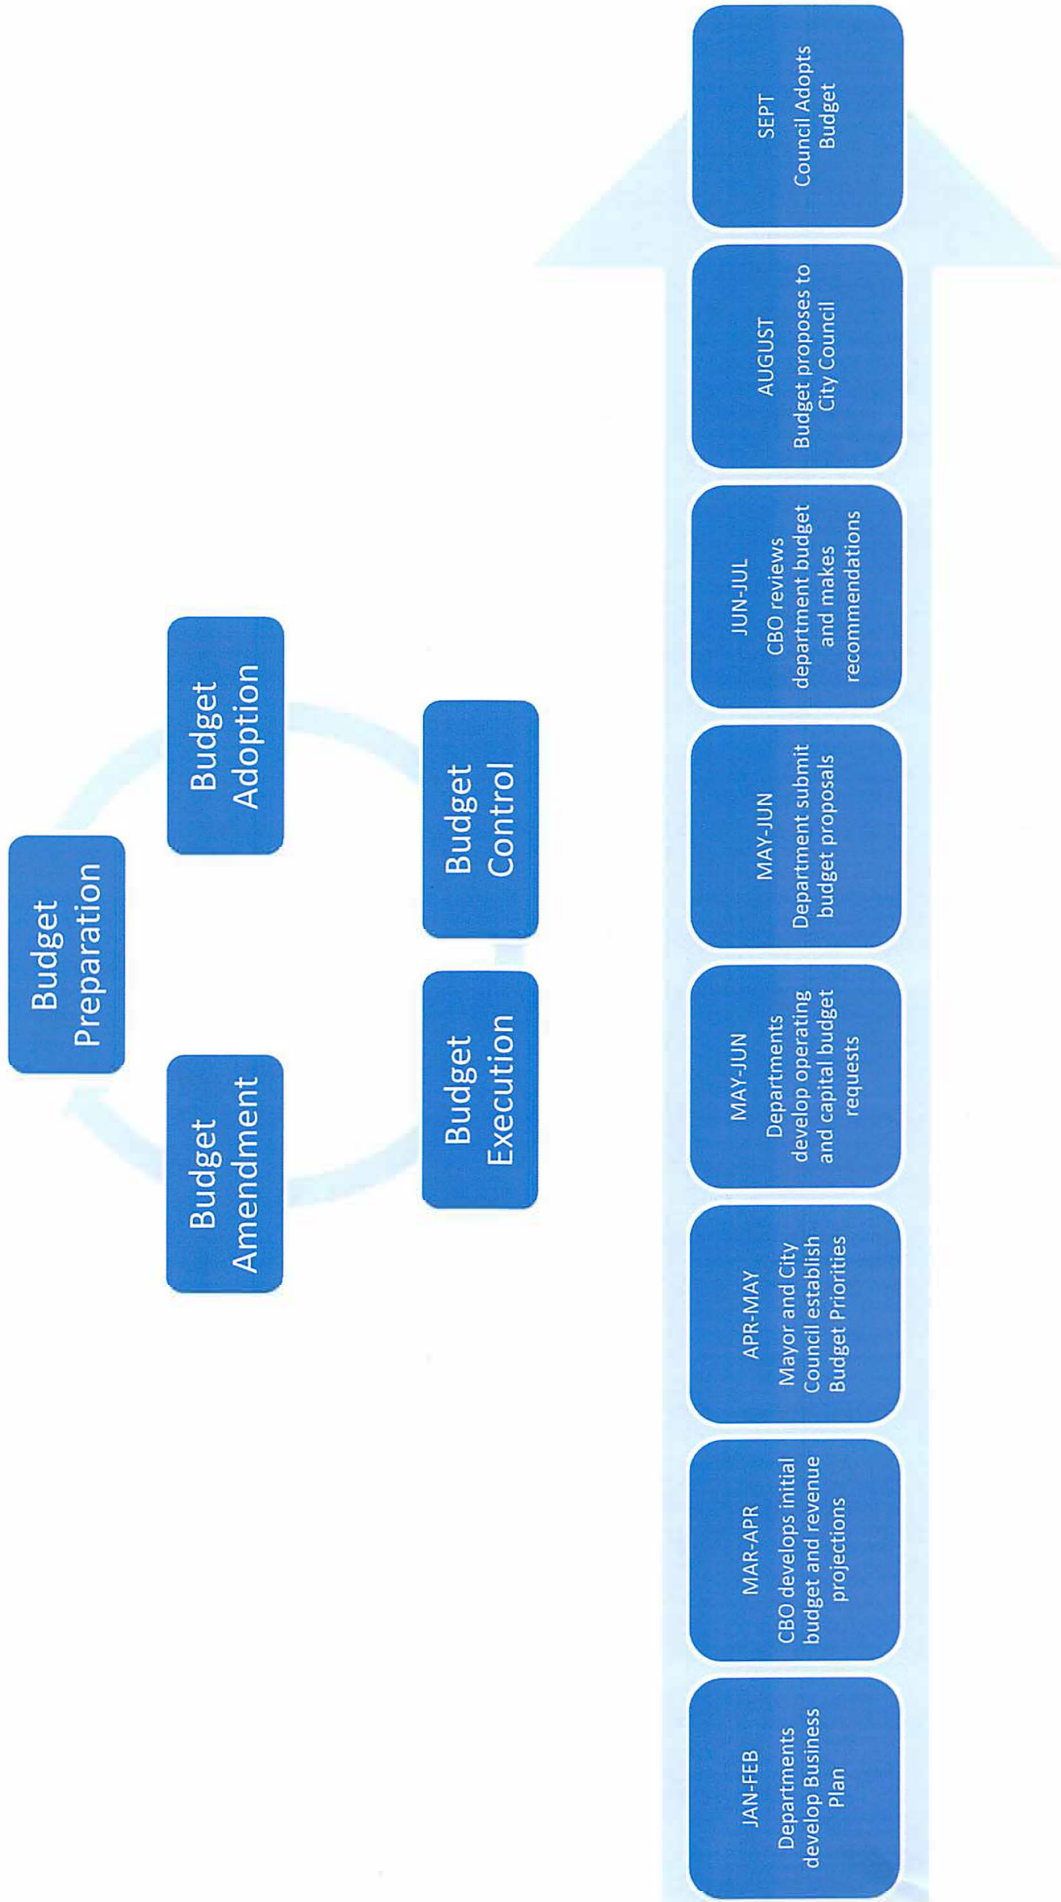 Budget
Preparation
Budget
Adoption
Budget
Control
Budget
Execution
Budget
Amendment
JAN-FEB
Departments
develop Business
Plan
MAR-APR
CBO develops initial
budget and revenue
projections
APR-MAY
Mayor and City
Council establish
Budget Priorities
MAY-JUN
Departments
develop operating
and capital budget
requests
MAY-JUN
Department submit
budget proposals
JUN-JUL
CBO reviews
department budget
and makes
recommendations
AUGUST
Budget proposes to
City Council
SEPT
Council Adopts
Budget